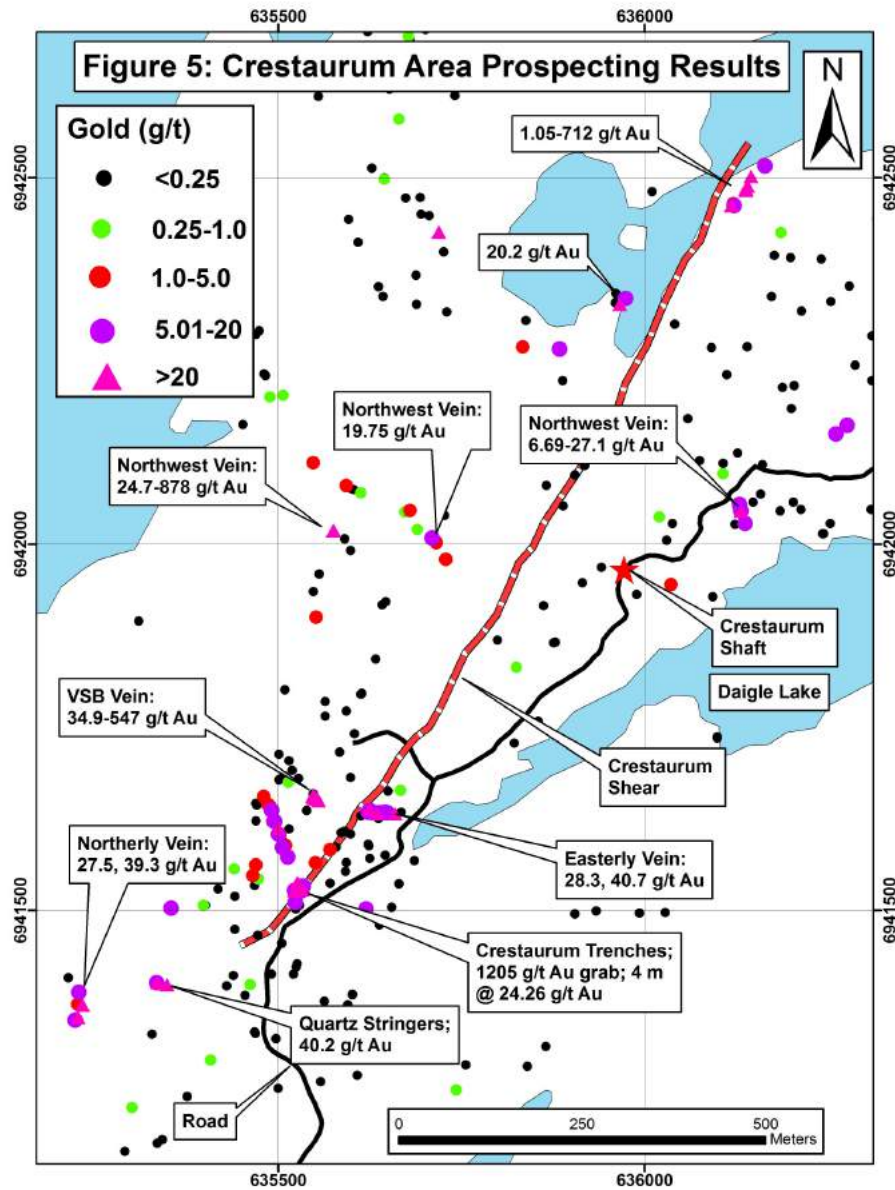 635500
636000
Figure 5: Crestaurum Area Prospecting Results
N
Gold (g/t)
<0.25
0.25-1.0
1.0-5.0
5.01-20
>20
1.05-712 g/t Au
6942500
6942500
20.2 g/t Au
Northwest Vein:
19.75 g/t Au
Northwest Vein:
6.69-27.1 g/t Au
Northwest Vein:
24.7-878 g/t Au
6942000
6942000
Crestaurum
Shaft
VSB Vein:
34.9-547 g/t Au
Daigle Lake
Crestaurum
Shear
Northerly Vein:
27.5, 39.3 g/t Au
Easterly Vein:
28.3, 40.7 g/t Au
6941500
6941500
Crestaurum Trenches;
1205 g/t Au grab; 4 m
@ 24.26 g/t Au
Quartz Stringers;
40.2 g/t Au
Road
0
250
500
Meters
635500
636000